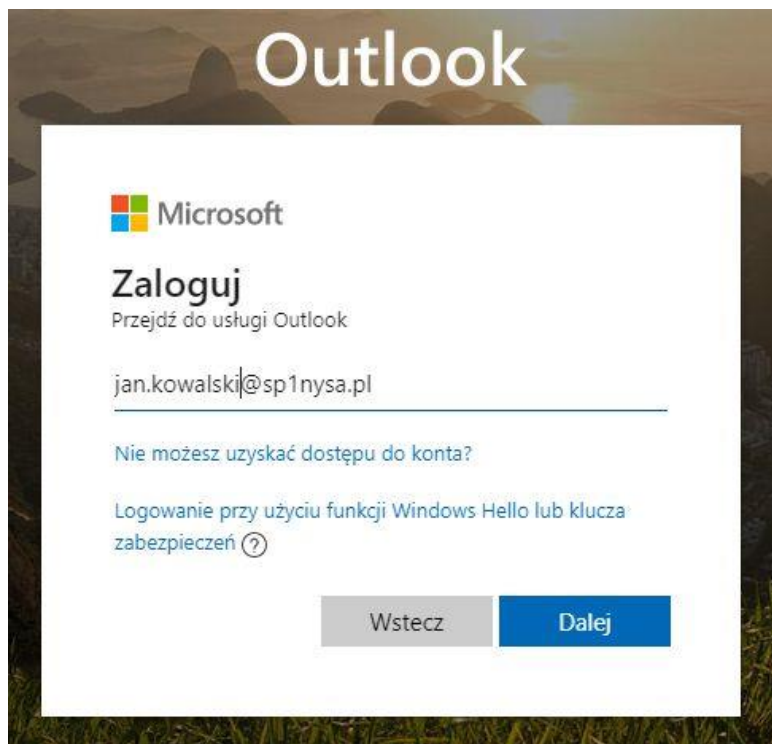 Outlook
Microsoft
Zaloguj
Przejdź do usługi Outlook
jan.kowalski@sp1nysa.pl
Nie możesz uzyskać dostępu do konta?
Logowanie przy użyciu funkcji Windows Hello lub klucza
zabezpieczeń ?
Wstecz Dalej